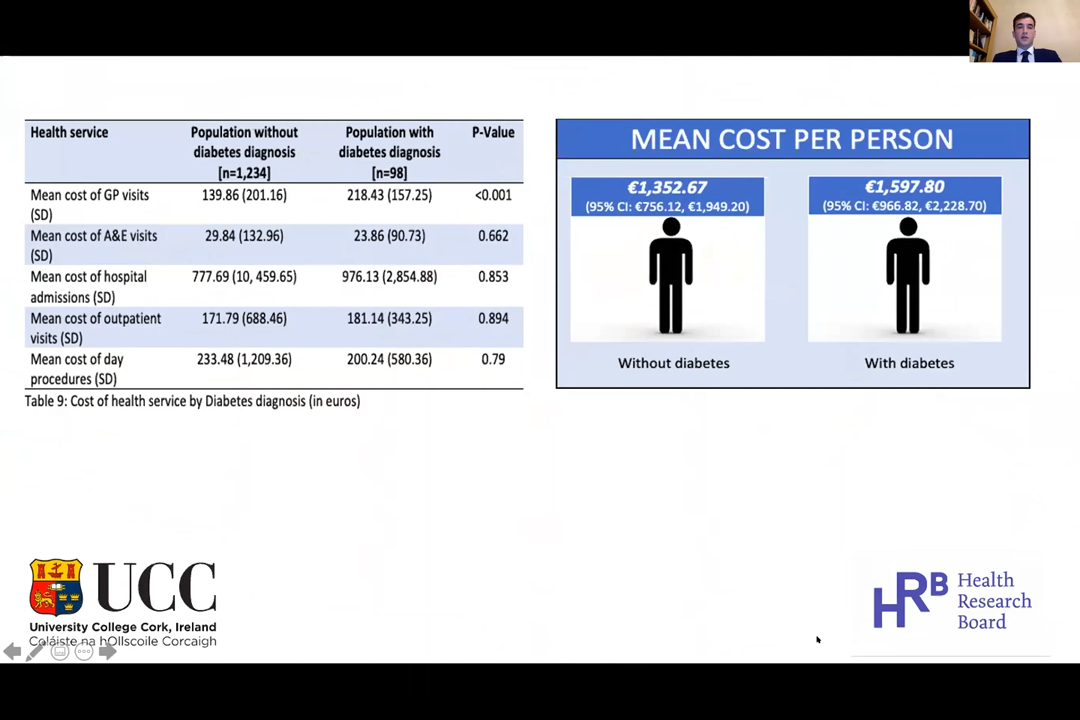 Health service Population without Population with P-Value
diabetes diagnosis diabetes diagnosis
[n=1,234] [n=98]
Mean cost of GP visits 139.86 (201.16) 218.43 (157.25) <0.001
(SD)
Mean cost of A&E visits 29.84 (132.96) 23.86 (90.73) 0.662
(SD)
Mean cost of hospital 777.69 (10, 459.65) 976.13 (2,854.88) 0.853
admissions (SD)
Mean cost of outpatient 171.79 (688.46) 181.14 (343.25) 0.894
visits (SD)
Mean cost of day 233.48 (1,209.36) 200.24 (580.36) 0.79
procedures (SD)
Table 9: Cost of health service by Diabetes diagnosis (in euros)
MEAN COST PER PERSON
€1,352.67
(95% CI: €756.12, €1,949.20)
Without diabetes
€1,597.80
(95% CI: €966.82, €2,228.70)
With diabetes
UCC
University College Cork, Ireland
Coláiste na hOllscoile Corcaigh
HRB Health
Research
Board